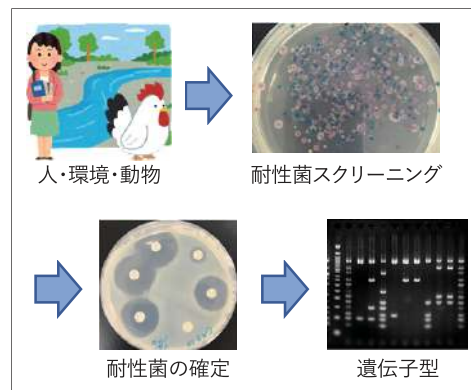 人・環境・動物
耐性菌スクリーニング
耐性菌の確定
遺伝子型